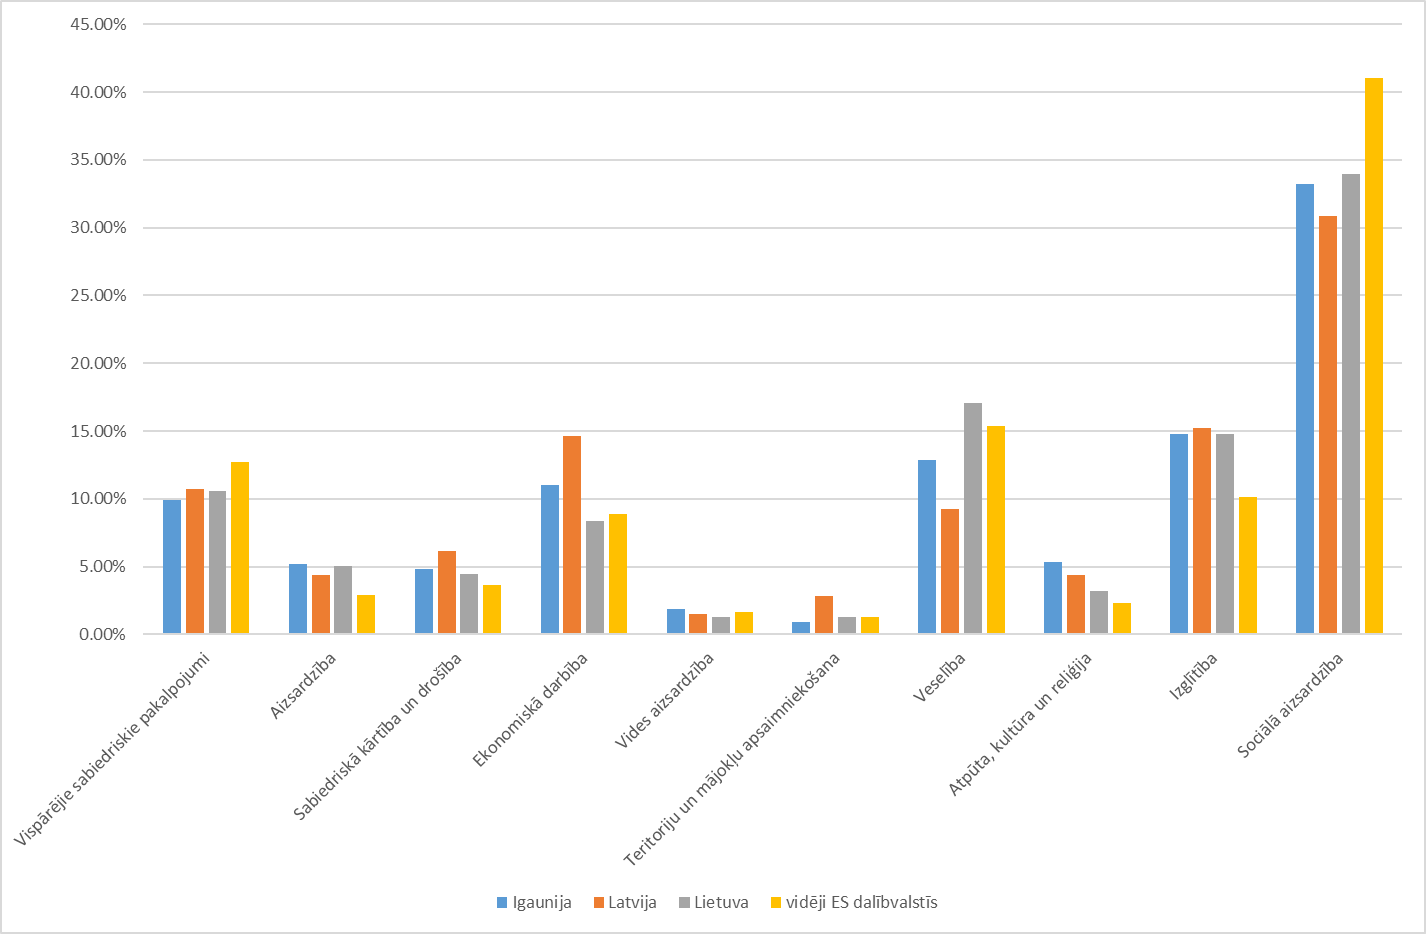 45.00%
40.00%
35.00%
30.00%
25.00%
20.00%
15.00%
10.00%
5.00%
0.00%
Vispārējie sabiedriskie pakalpojumi
Aizsardzība
Sabiedriskā kārtība un drošība
Ekonomiskā darbība
Vides aizsardzība
Teritoriju un mājokļu apsaimniekošana
Veselība
Atpūta, kultūra un reliģija
Izglītība
Sociālā aizsardzība
Igaunija
Latvija
Lietuva
vidēji ES dalībvalstīs